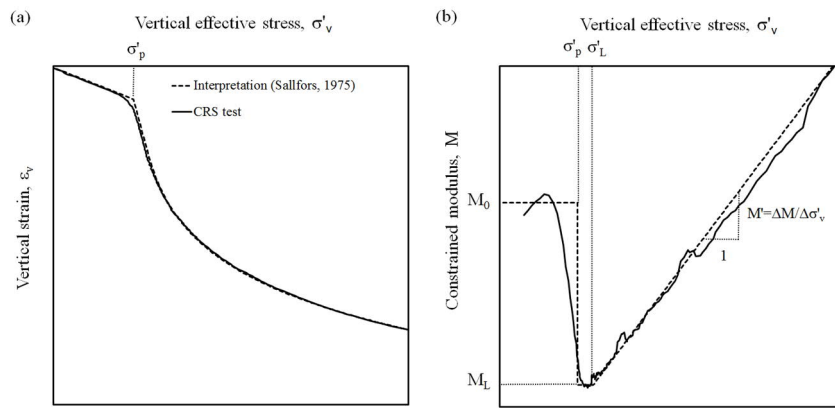 (a)
Vertical effective stress, σ'ᵥ
σ'ₚ
Interpretation (Sallfors, 1975)
CRS test
Vertical strain, εᵥ
(b)
Vertical effective stress, σ'ᵥ
σ'ₚ σ'L
Constrained modulus, M
M₀
M'=ΔM/Δσ'ᵥ
1
M_L